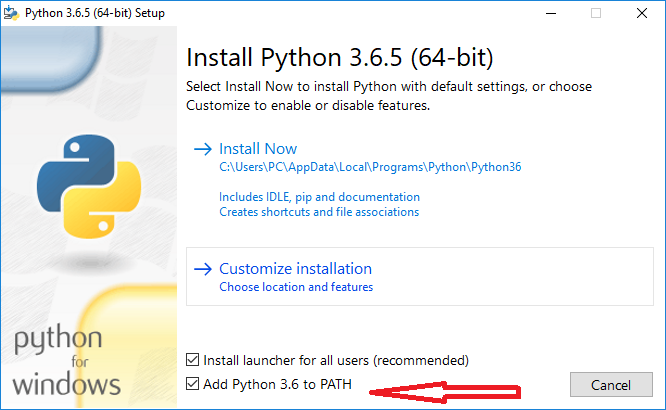 Python 3.6.5 (64-bit) Setup
Install Python 3.6.5 (64-bit)
Select Install Now to install Python with default settings, or choose
Customize to enable or disable features.
Install Now
C:\Users\PC\AppData\Local\Programs\Python\Python36
Includes IDLE, pip and documentation
Creates shortcuts and file associations
Customize installation
Choose location and features
python
for
windows
Install launcher for all users (recommended)
Add Python 3.6 to PATH
Cancel